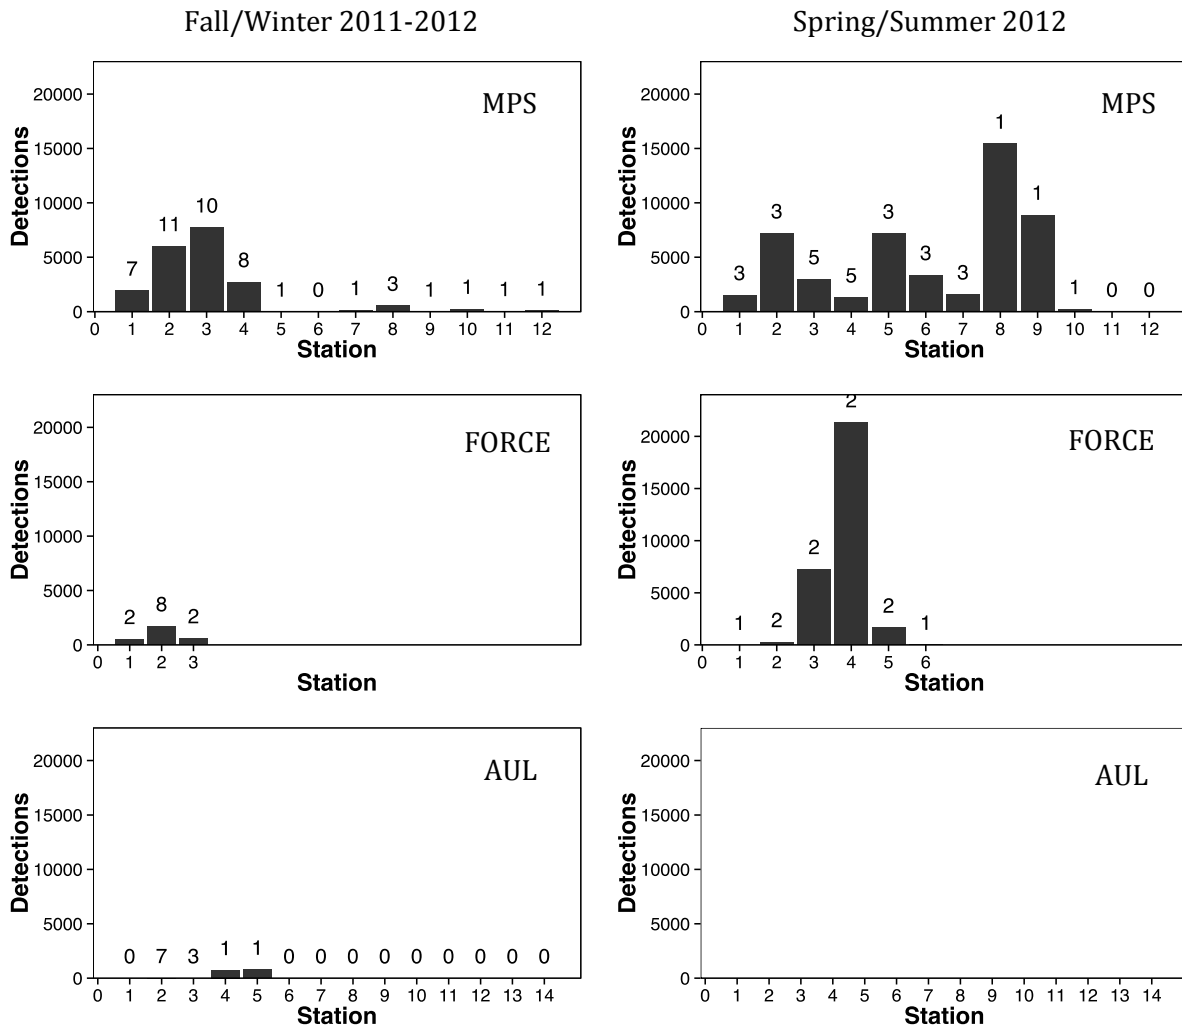 Fall/Winter 2011-2012
Spring/Summer 2012
MPS
Detections
20000
15000
10000
5000
0
7 11 10 8 1 0 1 3 1 1 1 1
0 1 2 3 4 5 6 7 8 9 10 11 12
Station
MPS
Detections
20000
15000
10000
5000
0
3 3 5 5 3 3 3 1 1 1 0 0
0 1 2 3 4 5 6 7 8 9 10 11 12
Station
FORCE
Detections
20000
15000
10000
5000
0
2 8 2
0 1 2 3
Station
FORCE
Detections
20000
15000
10000
5000
0
1 2 2 2 2 1
0 1 2 3 4 5 6
Station
AUL
Detections
20000
15000
10000
5000
0
0 7 3 1 1 0 0 0 0 0 0 0 0 0
0 1 2 3 4 5 6 7 8 9 10 11 12 13 14
Station
AUL
Detections
20000
15000
10000
5000
0
0 1 2 3 4 5 6 7 8 9 10 11 12 13 14
Station